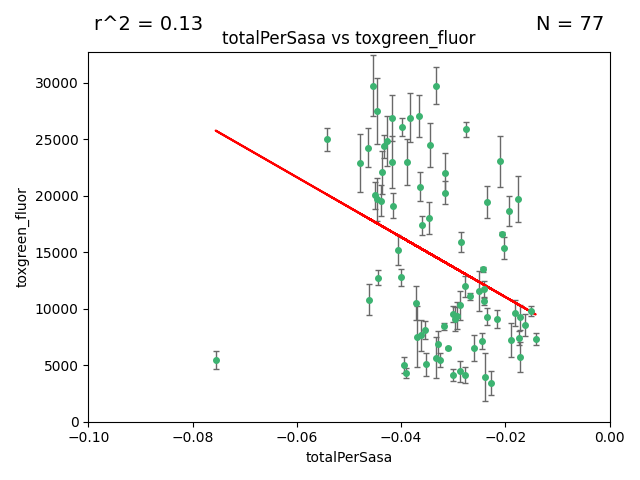 r^2 = 0.13
N = 77
totalPerSasa vs toxgreen_fluor
toxgreen_fluor
30000
25000
20000
15000
10000
5000
0
−0.10
−0.08
−0.06
−0.04
−0.02
0.00
totalPerSasa